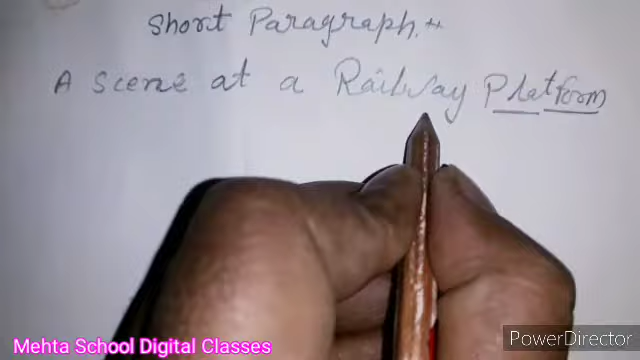 Short Paragraph.
A Scene at a Railway Platform
Mehta School Digital Classes
PowerDirector